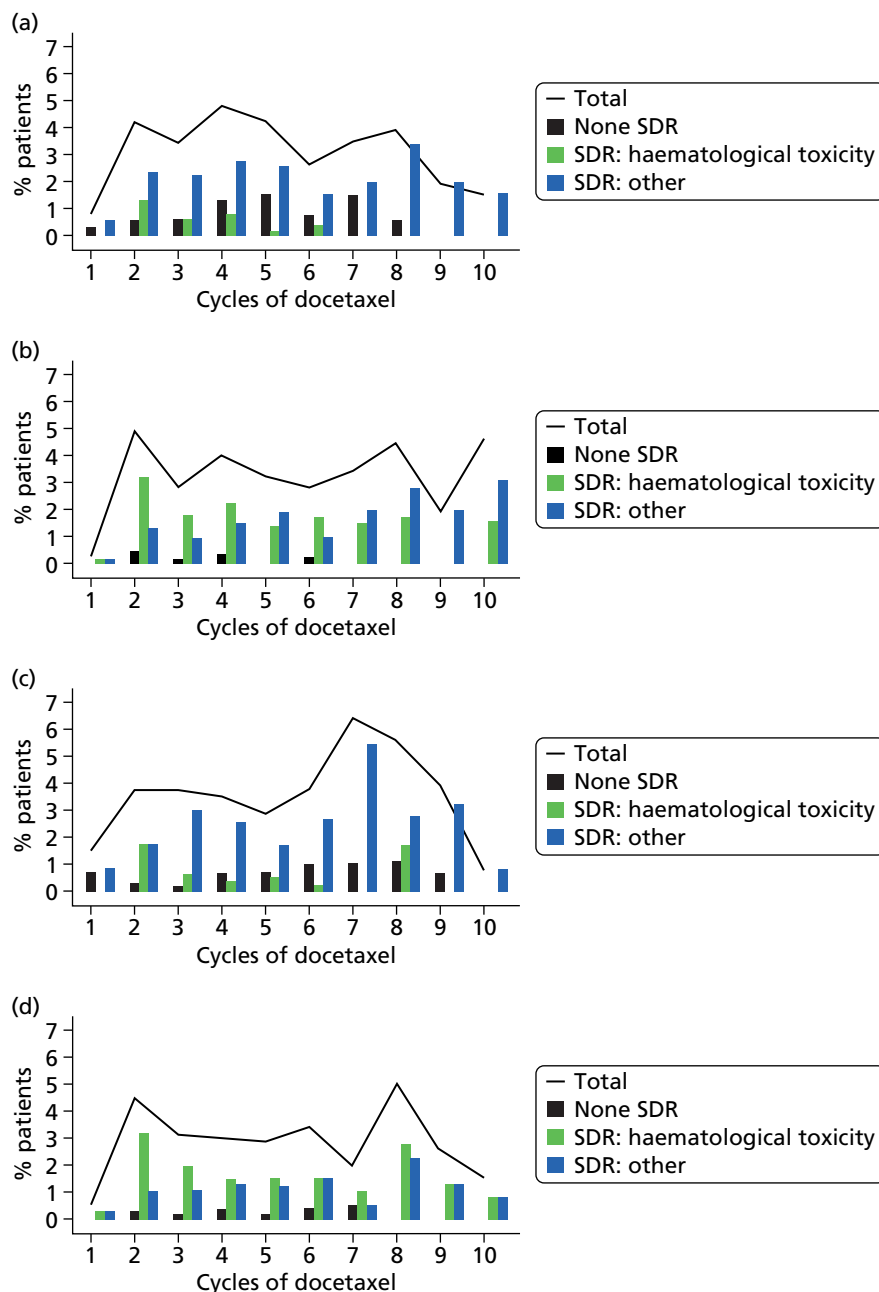 (a)
7
6
5
4
3
2
1
0
% patients
1 2 3 4 5 6 7 8 9 10
Cycles of docetaxel
Total
None SDR
SDR: haematological toxicity
SDR: other
(b)
7
6
5
4
3
2
1
0
% patients
1 2 3 4 5 6 7 8 9 10
Cycles of docetaxel
Total
None SDR
SDR: haematological toxicity
SDR: other
(c)
7
6
5
4
3
2
1
0
% patients
1 2 3 4 5 6 7 8 9 10
Cycles of docetaxel
Total
None SDR
SDR: haematological toxicity
SDR: other
(d)
7
6
5
4
3
2
1
0
% patients
1 2 3 4 5 6 7 8 9 10
Cycles of docetaxel
Total
None SDR
SDR: haematological toxicity
SDR: other